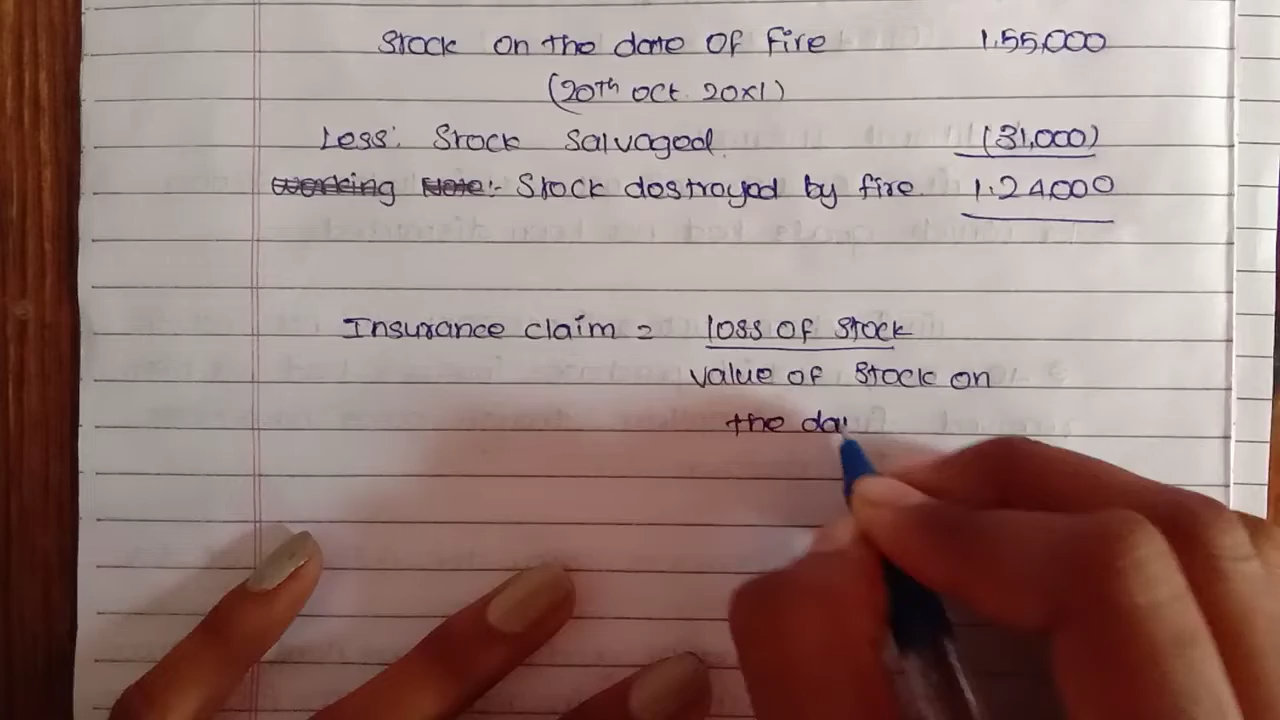 Stock on the date of fire 1,55,000
(20th Oct 20x1)
Less: Stock Salvaged. (31,000)
Working Note:- Stock destroyed by fire. 1,24,000
Insurance claim = loss of stock
value of stock on
the da